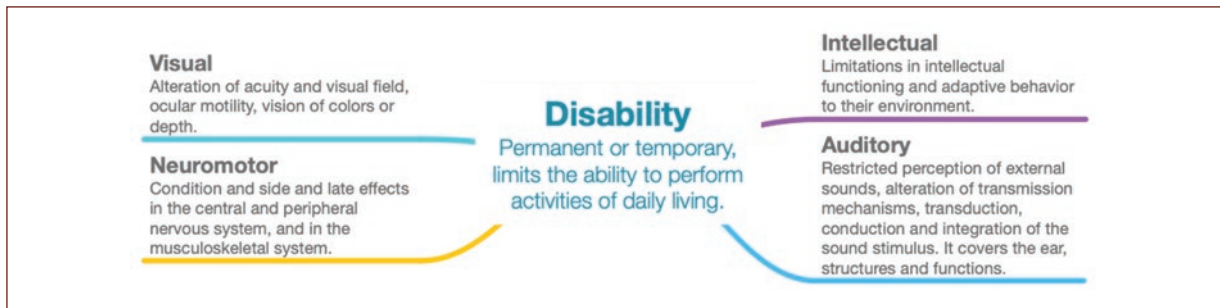 Visual
Alteration of acuity and visual field,
ocular motility, vision of colors or
depth.
Neuromotor
Condition and side and late effects
in the central and peripheral
nervous system, and in the
musculoskeletal system.
Disability
Permanent or temporary,
limits the ability to perform
activities of daily living.
Intellectual
Limitations in intellectual
functioning and adaptive behavior
to their environment.
Auditory
Restricted perception of external
sounds, alteration of transmission
mechanisms, transduction,
conduction and integration of the
sound stimulus. It covers the ear,
structures and functions.